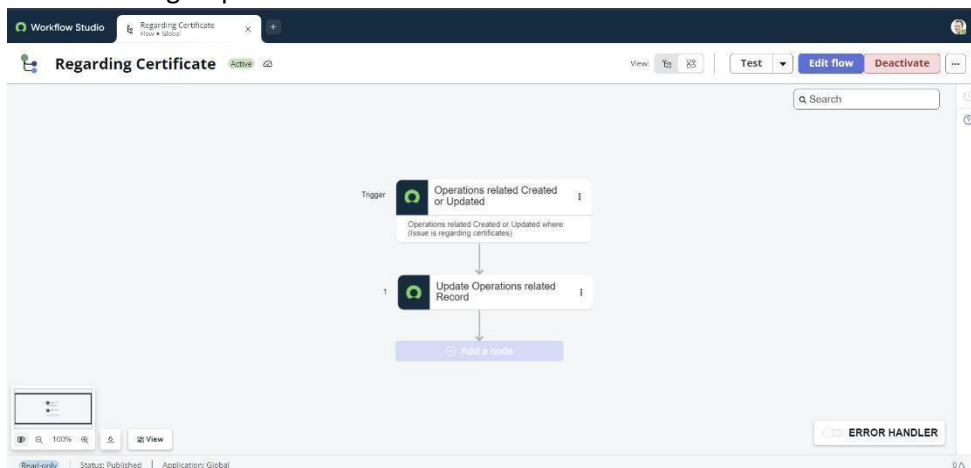 Workflow Studio
Regarding Certificate
Flow • Global
Regarding Certificate Active
View: Test Edit flow Deactivate
Search
Trigger
Operations related Created
or Updated
Operations related Created or Updated where
(Issue is regarding certificates)
1
Update Operations related
Record
Add a node
100% View
ERROR HANDLER
Read-only Status: Published | Application: Global